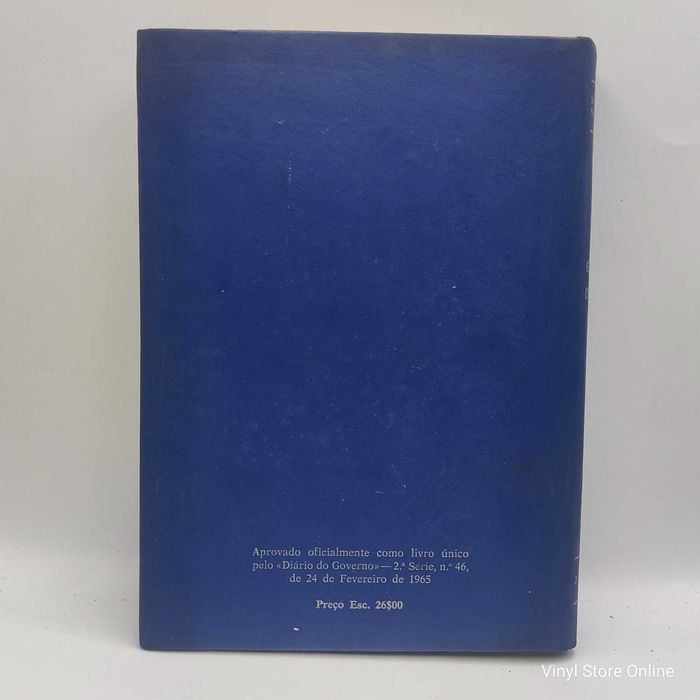 Aprovado oficialmente como livro único
pelo «Diário do Governo» — 2.ª Série, n.º 46,
de 24 de Fevereiro de 1965
Preço Esc. 26$00
Vinyl Store Online